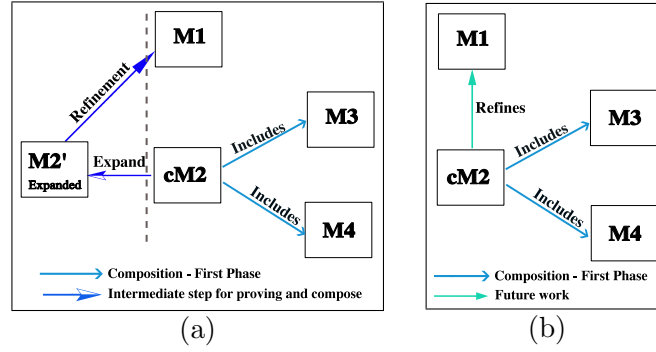 M1
Refinement
M3
Includes
M2'
Expanded
Expand
cM2
Includes
M4
Composition - First Phase
Intermediate step for proving and compose
(a)
M1
Refines
M3
Includes
cM2
Includes
M4
Composition - First Phase
Future work
(b)